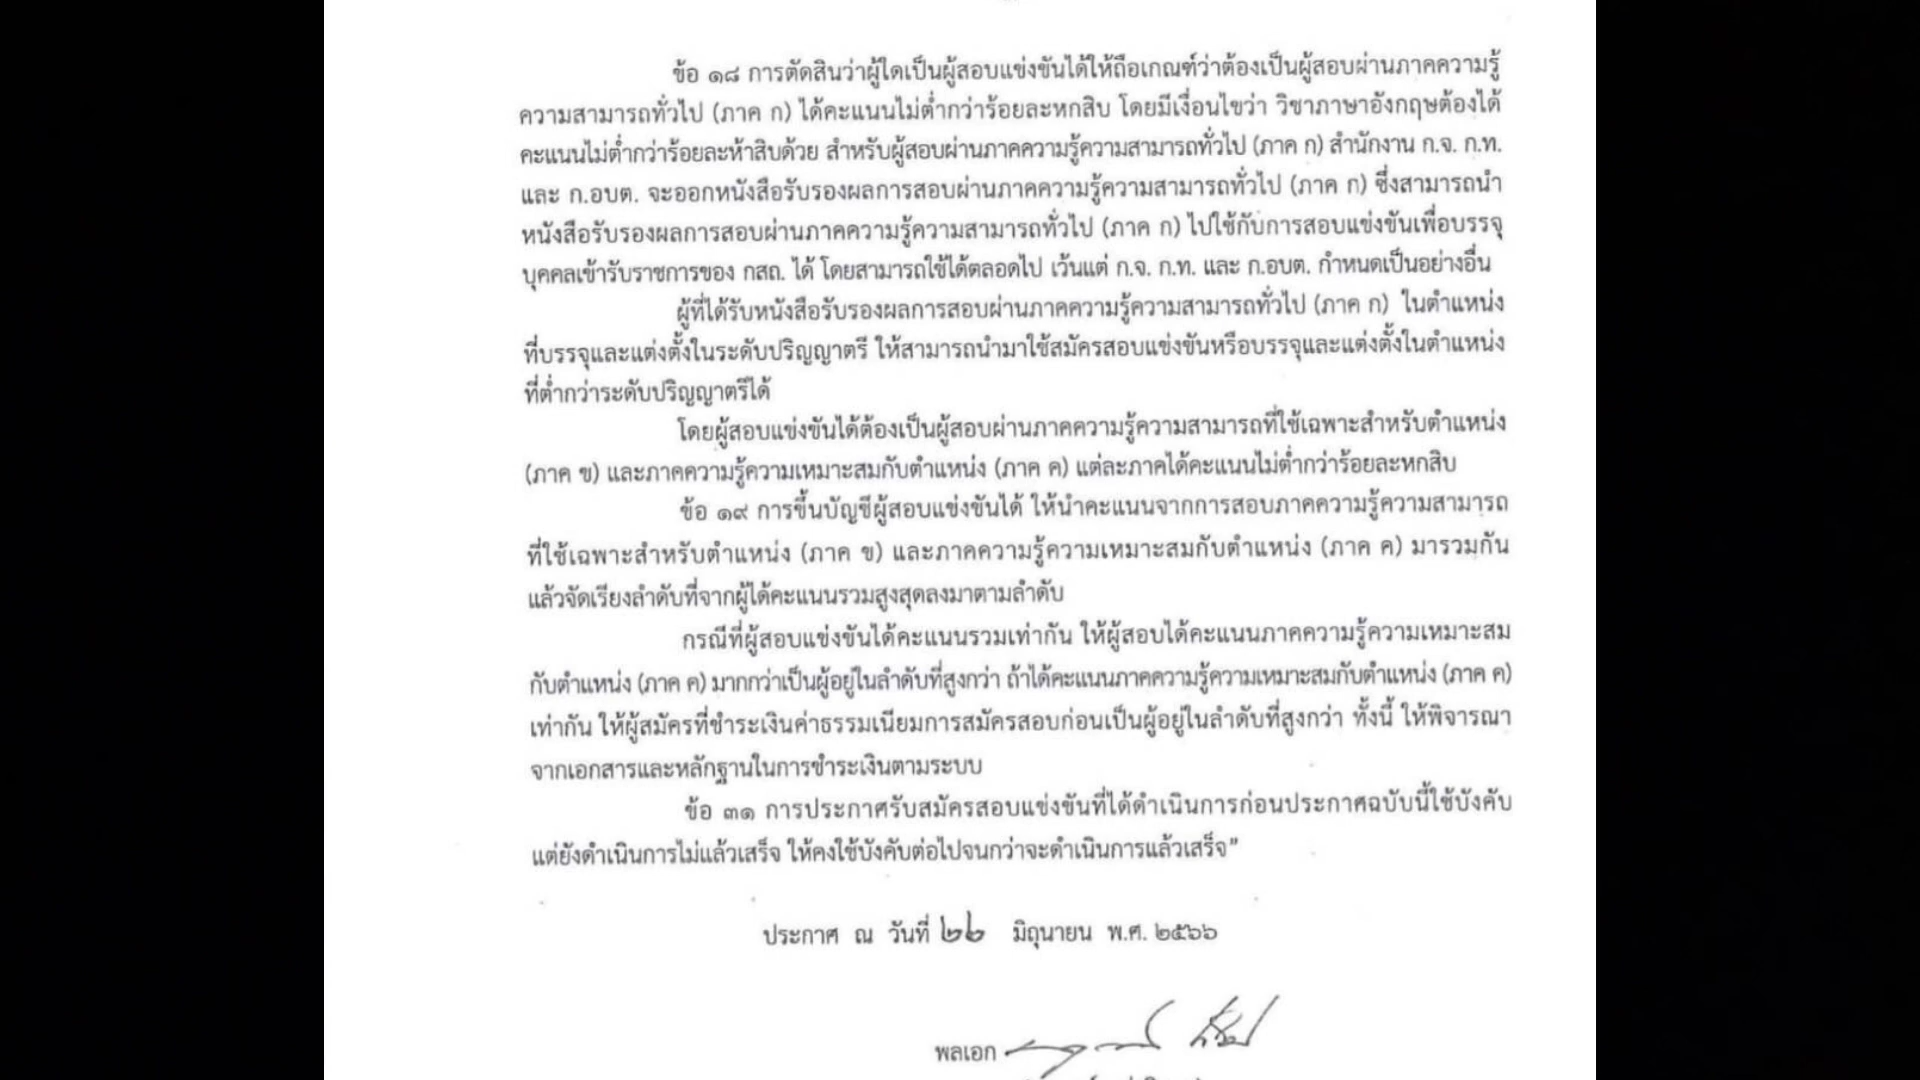 ข้อ ๑๘ การตัดสินว่าผู้ใดเป็นผู้สอบแข่งขันได้ให้ถือเกณฑ์ว่าต้องเป็นผู้สอบผ่านภาคความรู้
ความสามารถทั่วไป (ภาค ก) ได้คะแนนไม่ต่ำกว่าร้อยละหกสิบ โดยมีเงื่อนไขว่า วิชาภาษาอังกฤษต้องได้
คะแนนไม่ต่ำกว่าร้อยละห้าสิบด้วย สำหรับผู้สอบผ่านภาคความรู้ความสามารถทั่วไป (ภาค ก) สำนักงาน ก.จ. ก.ท.
และ ก.อบต. จะออกหนังสือรับรองผลการสอบผ่านภาคความรู้ความสามารถทั่วไป (ภาค ก) ซึ่งสามารถนำ
หนังสือรับรองผลการสอบผ่านภาคความรู้ความสามารถทั่วไป (ภาค ก) ไปใช้กับการสอบแข่งขันเพื่อบรรจุ
บุคคลเข้ารับราชการของ กสถ. ได้ โดยสามารถใช้ได้ตลอดไป เว้นแต่ ก.จ. ก.ท. และ ก.อบต. กำหนดเป็นอย่างอื่น
ผู้ที่ได้รับหนังสือรับรองผลการสอบผ่านภาคความรู้ความสามารถทั่วไป (ภาค ก) ในตำแหน่ง
ที่บรรจุและแต่งตั้งในระดับปริญญาตรี ให้สามารถนำมาใช้สมัครสอบแข่งขันหรือบรรจุและแต่งตั้งในตำแหน่ง
ที่ต่ำกว่าระดับปริญญาตรีได้
โดยผู้สอบแข่งขันได้ต้องเป็นผู้สอบผ่านภาคความรู้ความสามารถที่ใช้เฉพาะสำหรับตำแหน่ง
(ภาค ข) และภาคความรู้ความเหมาะสมกับตำแหน่ง (ภาค ค) แต่ละภาคได้คะแนนไม่ต่ำกว่าร้อยละหกสิบ
ข้อ ๑๙ การขึ้นบัญชีผู้สอบแข่งขันได้ ให้นำคะแนนจากการสอบภาคความรู้ความสามารถ
ที่ใช้เฉพาะสำหรับตำแหน่ง (ภาค ข) และภาคความรู้ความเหมาะสมกับตำแหน่ง (ภาค ค) มารวมกัน
แล้วจัดเรียงลำดับที่จากผู้ได้คะแนนรวมสูงสุดลงมาตามลำดับ
กรณีที่ผู้สอบแข่งขันได้คะแนนรวมเท่ากัน ให้ผู้สอบได้คะแนนภาคความรู้ความเหมาะสม
กับตำแหน่ง (ภาค ค) มากกว่าเป็นผู้อยู่ในลำดับที่สูงกว่า ถ้าได้คะแนนภาคความรู้ความเหมาะสมกับตำแหน่ง (ภาค ค)
เท่ากัน ให้ผู้สมัครที่ชำระเงินค่าธรรมเนียมการสมัครสอบก่อนเป็นผู้อยู่ในลำดับที่สูงกว่า ทั้งนี้ ให้พิจารณา
จากเอกสารและหลักฐานในการชำระเงินตามระบบ
ข้อ ๓๑ การประกาศรับสมัครสอบแข่งขันที่ได้ดำเนินการก่อนประกาศฉบับนี้ใช้บังคับ
แต่ยังดำเนินการไม่แล้วเสร็จ ให้คงใช้บังคับต่อไปจนกว่าจะดำเนินการแล้วเสร็จ”
ประกาศ ณ วันที่ ๒๒ มิถุนายน พ.ศ. ๒๕๖๖
พลเอก